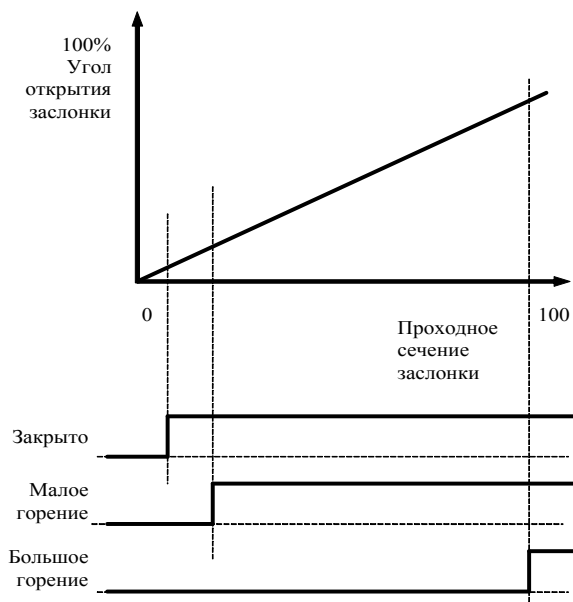 100%
Угол
открытия
заслонки
0
100
Проходное
сечение
заслонки
Закрыто
Малое
горение
Большое
горение